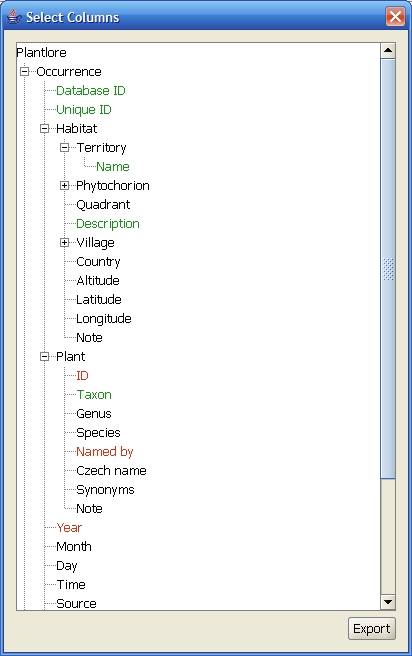 Select Columns
Plantlore
Occurrence
Database ID
Unique ID
Habitat
Territory
Name
Phytochorion
Quadrant
Description
Village
Country
Altitude
Latitude
Longitude
Note
Plant
ID
Taxon
Genus
Species
Named by
Czech name
Synonyms
Note
Year
Month
Day
Time
Source
Export